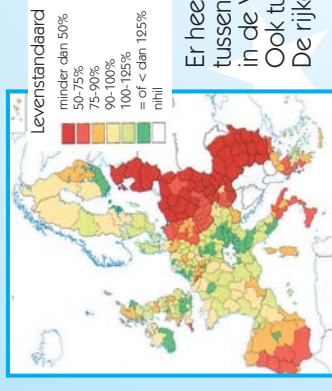 Levenstandaard
minder dan 50%
50-75%
75-90%
90-100%
100-125%
= of < dan 125%
nihil
Er hee
tussen
in de
Ook tu
De rijk